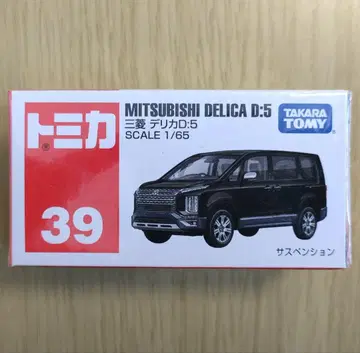 トミカ
39
MITSUBISHI DELICA D:5
三菱 デリカD:5
SCALE 1/65
TAKARA
TOMY
サスペンション